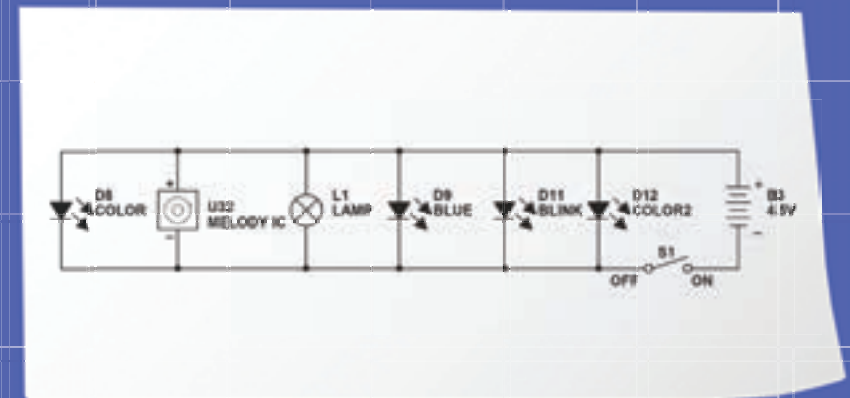 D8
COLOR
+
U32
MELODY IC
-
L1
LAMP
D9
BLUE
D11
BLINK
D12
COLOR2
+
B3
4.5V
-
S1
OFF
ON